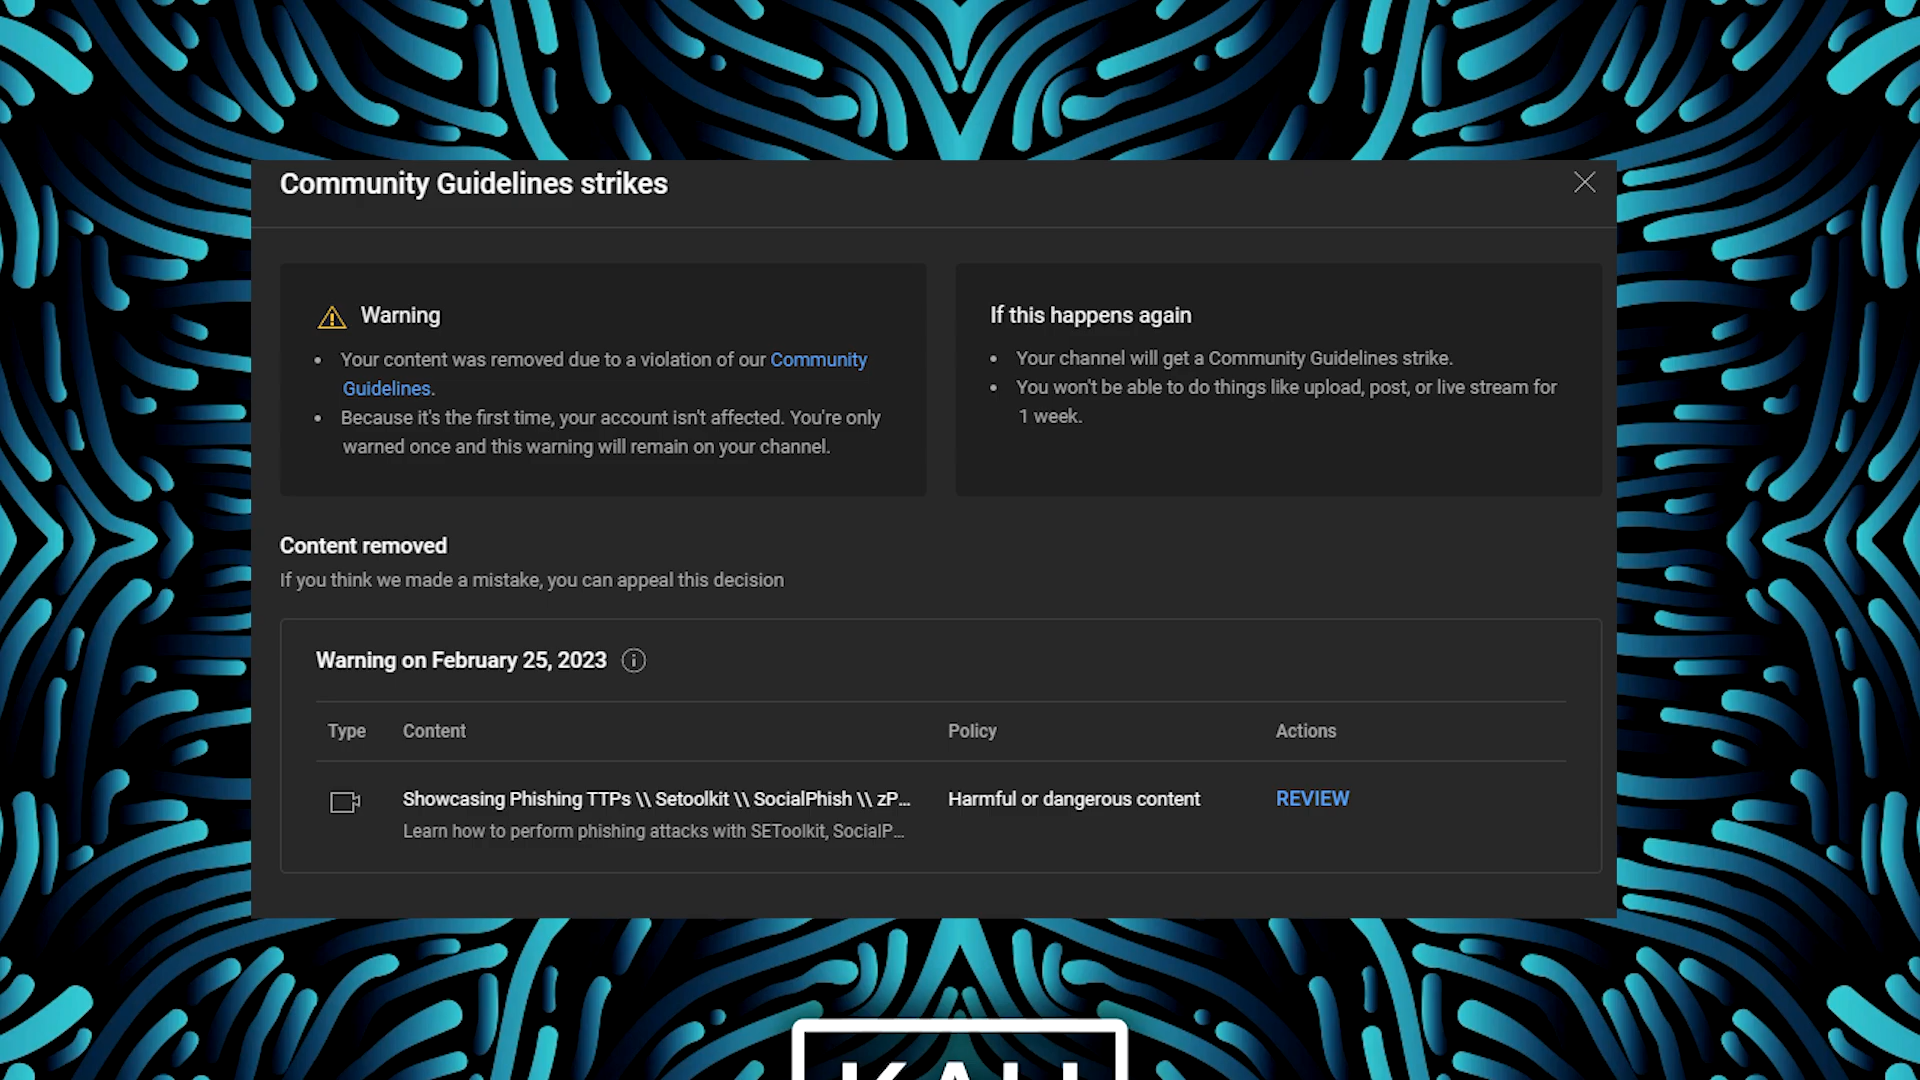 Community Guidelines strikes
Warning
Your content was removed due to a violation of our Community
Guidelines.
Because it's the first time, your account isn't affected. You're only
warned once and this warning will remain on your channel.
If this happens again
Your channel will get a Community Guidelines strike.
You won't be able to do things like upload, post, or live stream for
1 week.
Content removed
If you think we made a mistake, you can appeal this decision
Warning on February 25, 2023
Type Content Policy Actions
Showcasing Phishing TTPs \\ Setoolkit \\ SocialPhish \\ zP... Harmful or dangerous content REVIEW
Learn how to perform phishing attacks with SEToolkit, SocialP...
KALI